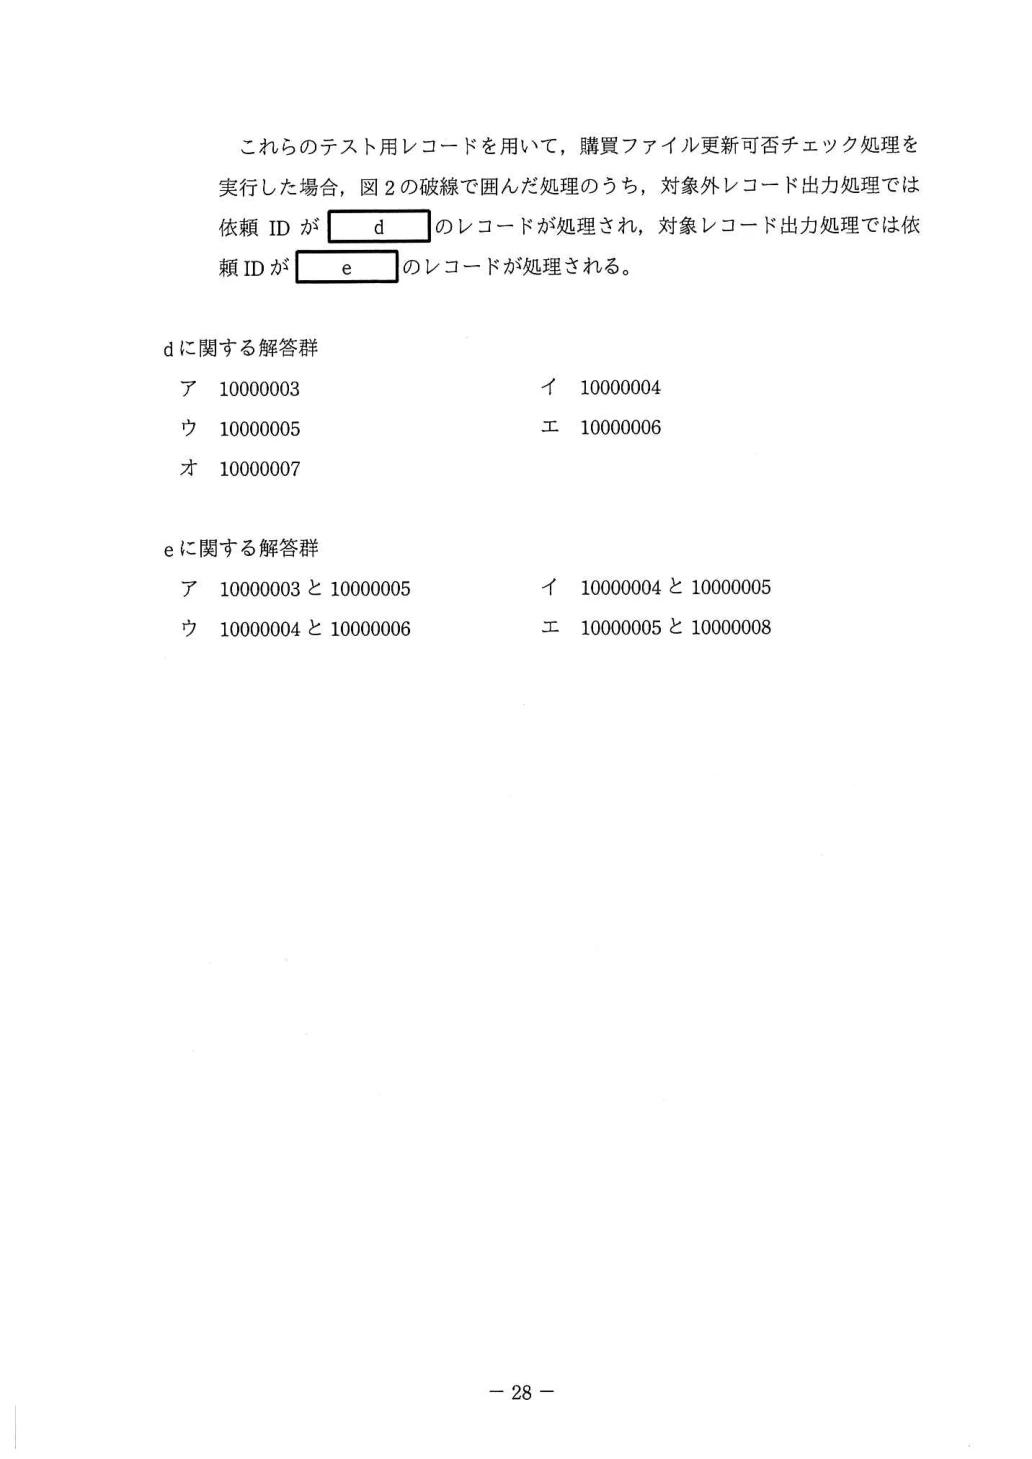 これらのテスト用レコードを用いて，購買ファイル更新可否チェック処理を
実行した場合，図2の破線で囲んだ処理のうち，対象外レコード出力処理では
依頼 ID が d のレコードが処理され，対象レコード出力処理では依
頼 ID が e のレコードが処理される。
d に関する解答群
ア 10000003 イ 10000004
ウ 10000005 エ 10000006
オ 10000007
e に関する解答群
ア 10000003 と 10000005 イ 10000004 と 10000005
ウ 10000004 と 10000006 エ 10000005 と 10000008
－ 28 －